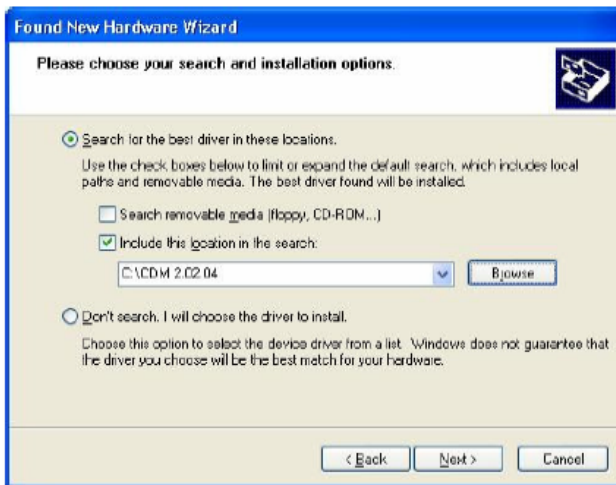 Found New Hardware Wizard
Please choose your search and installation options.
Search for the best driver in these locations.
Use the check boxes below to limit or expand the default search, which includes local
paths and removable media. The best driver found will be installed.
Search removable media (floppy, CD-ROM...)
Include this location in the search:
C:\CDM 2.02.04
Browse
Don't search. I will choose the driver to install.
Choose this option to select the device driver from a list. Windows does not guarantee that
the driver you choose will be the best match for your hardware.
< Back
Next >
Cancel